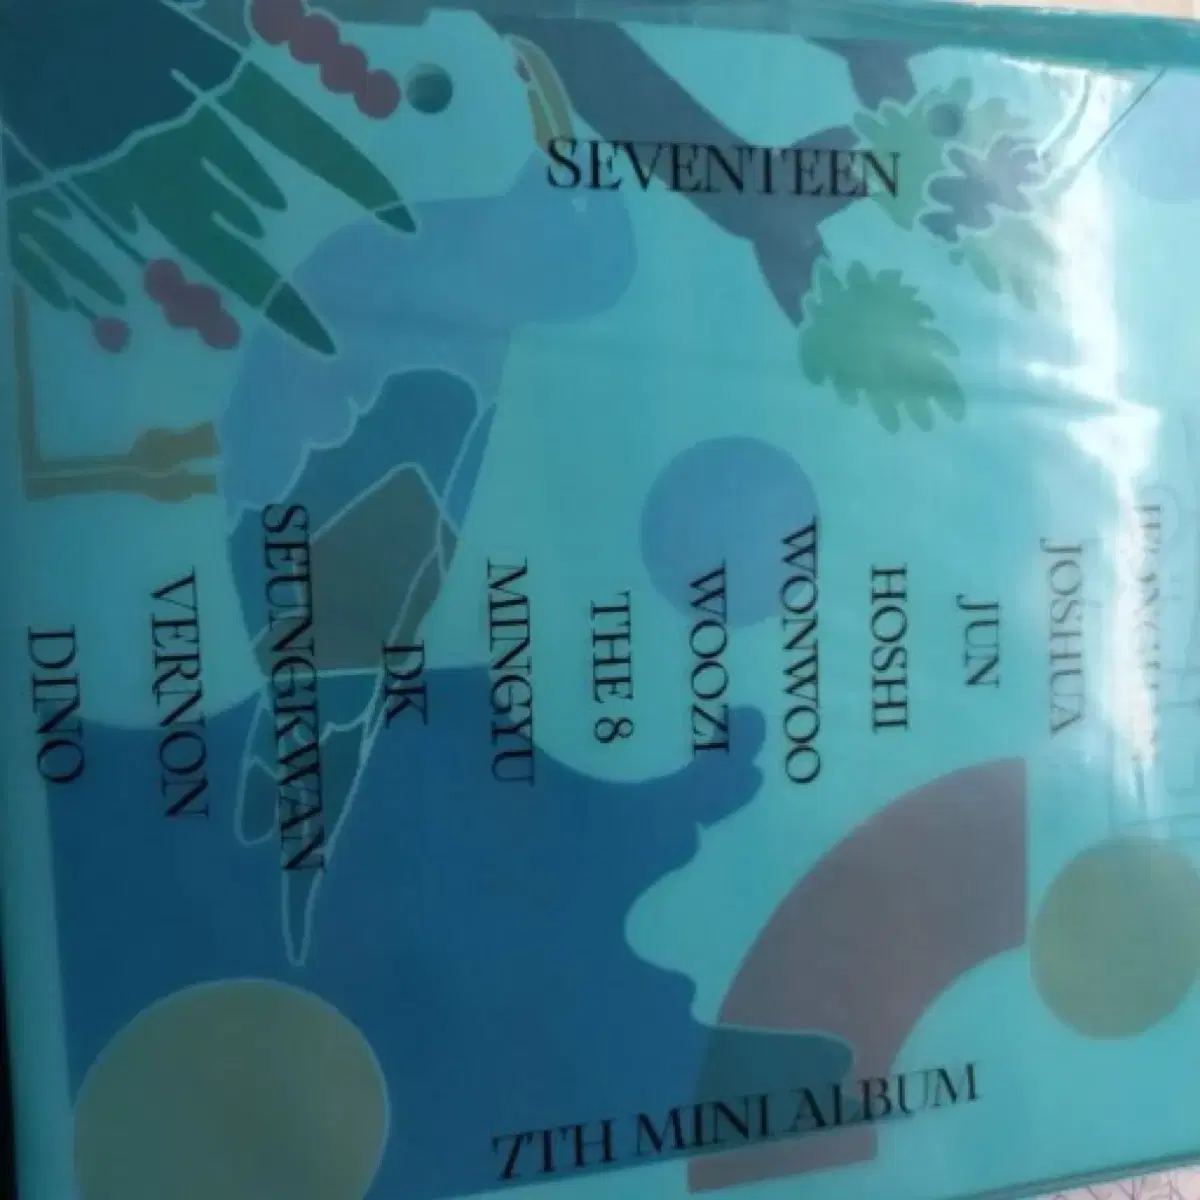 SEVENTEEN
JOSHUA
JUN
HOSHI
WONWOO
WOOZI
THE 8
MINGYU
DK
SEUNGKWAN
VERNON
DINO
7TH MINI ALBUM